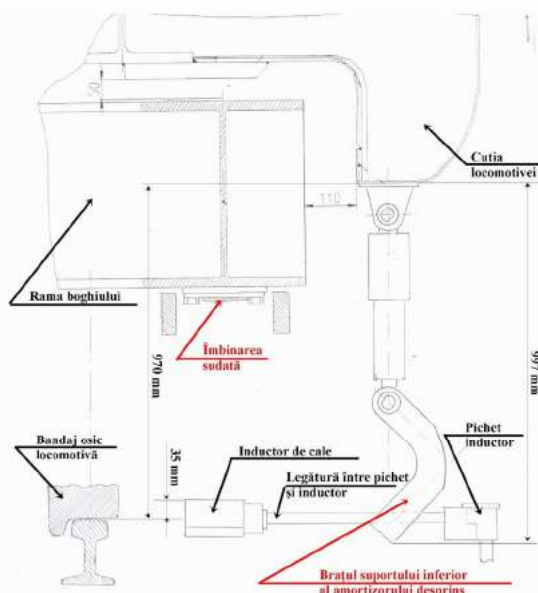 50
Cutia
locomotivei
110
Rama boghiului
Îmbinarea
sudată
970 mm
997 mm
Bandaj osie
locomotivă
35 mm
Inductor de cale
Pichet
inductor
Legătură între pichet
și inductor
Brațul suportului inferior
al amortizorului desprins